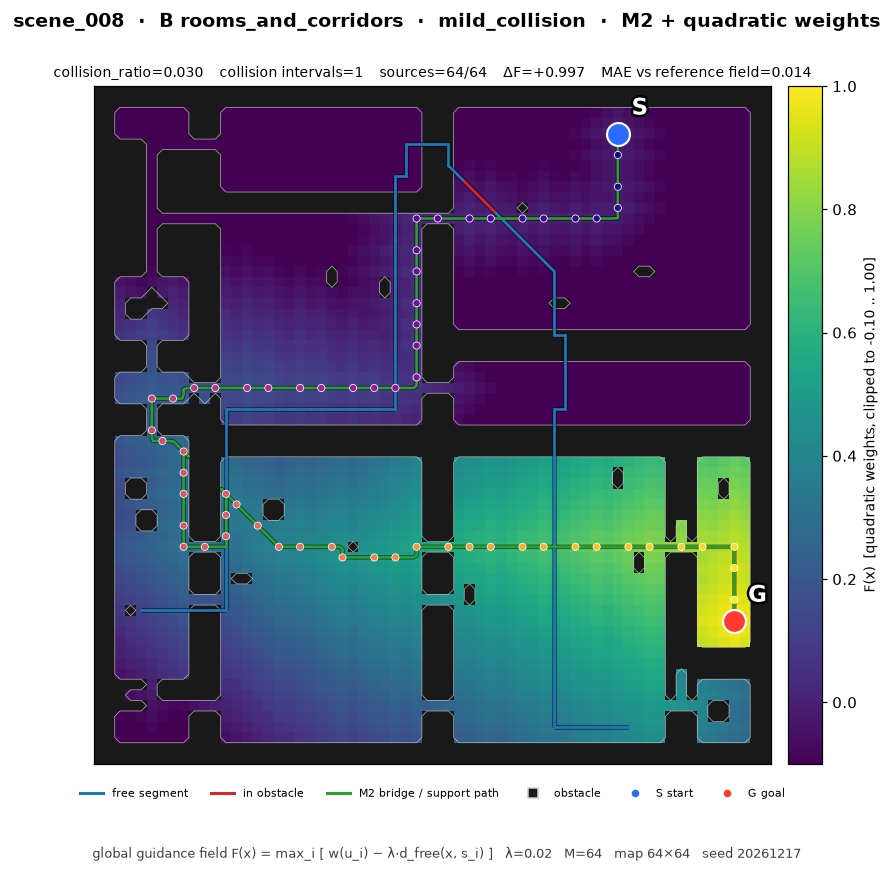 scene_008 · B rooms_and_corridors · mild_collision · M2 + quadratic weights
collision_ratio=0.030 collision intervals=1 sources=64/64 ΔF=+0.997 MAE vs reference field=0.014
S
G
1.0
0.8
0.6
0.4
0.2
0.0
F(x) [quadratic weights, clipped to -0.10 .. 1.00]
free segment
in obstacle
M2 bridge / support path
obstacle
S start
G goal
global guidance field F(x) = max_i [ w(u_i) − λ·d_free(x, s_i) ] λ=0.02 M=64 map 64×64 seed 20261217